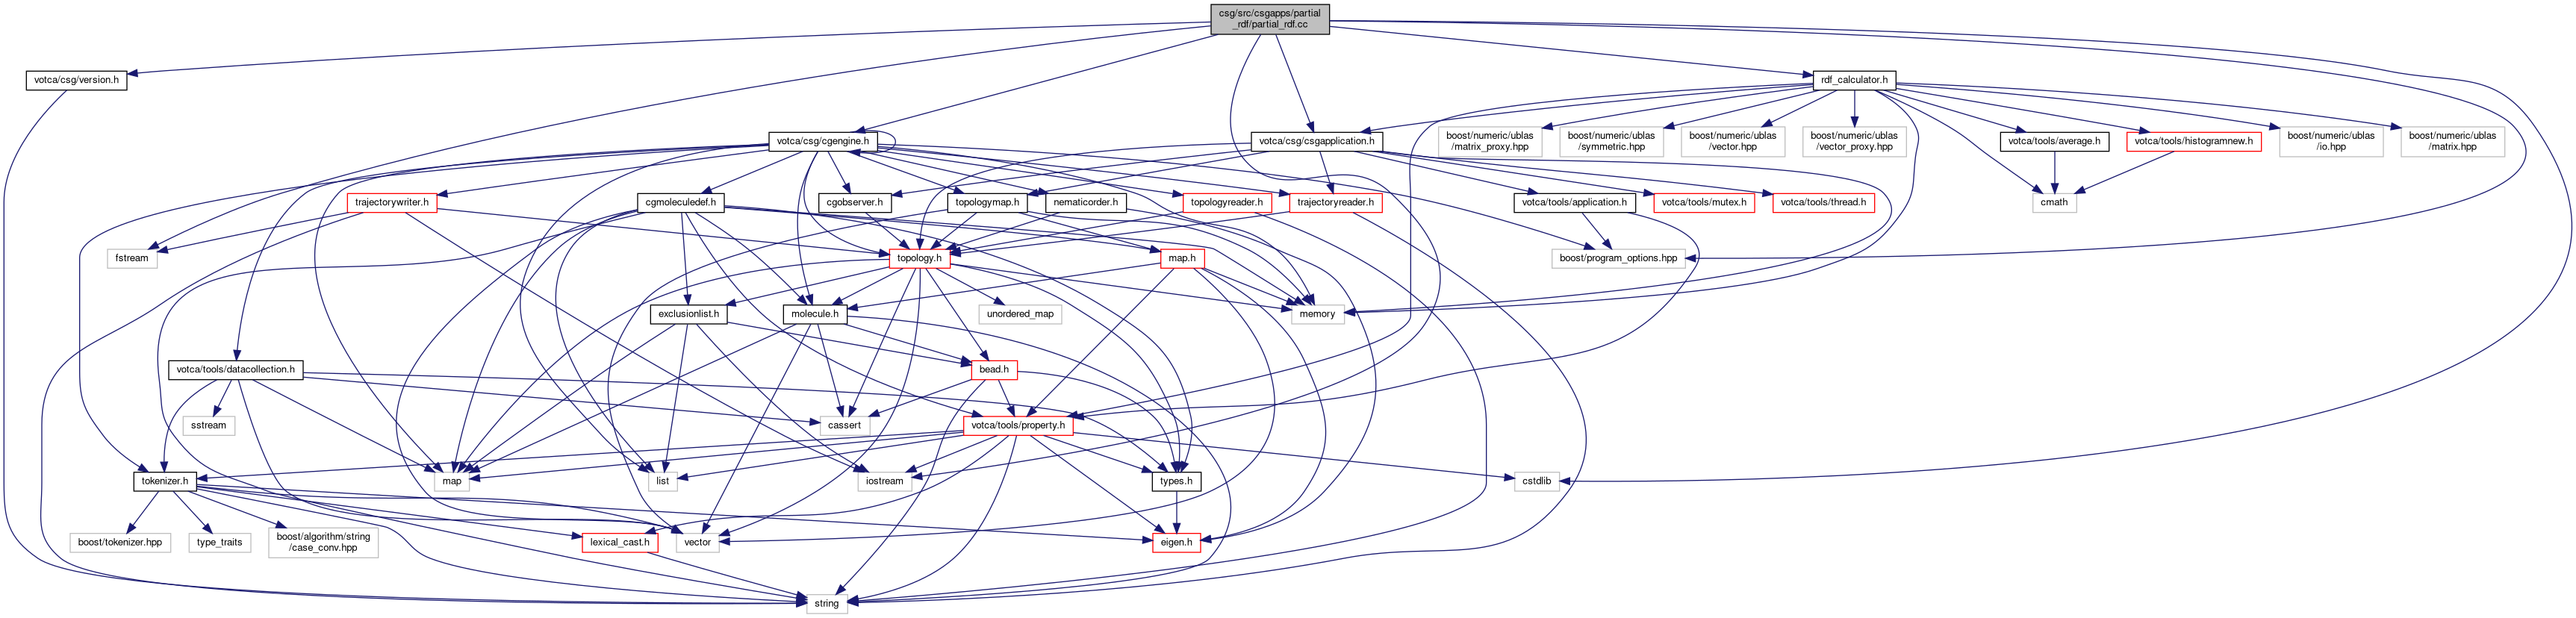 csg/src/csgapps/partial
_rdf/partial_rdf.cc
votca/csg/version.h
rdf_calculator.h
votca/csg/cgengine.h
votca/csg/csgapplication.h
boost/numeric/ublas
/matrix_proxy.hpp
boost/numeric/ublas
/symmetric.hpp
boost/numeric/ublas
/vector.hpp
boost/numeric/ublas
/vector_proxy.hpp
votca/tools/average.h
votca/tools/histogramnew.h
boost/numeric/ublas
/io.hpp
boost/numeric/ublas
/matrix.hpp
trajectorywriter.h
cgmoleculedef.h
cgobserver.h
topologymap.h
nematicorder.h
topologyreader.h
trajectoryreader.h
votca/tools/application.h
votca/tools/mutex.h
votca/tools/thread.h
cmath
fstream
topology.h
map.h
boost/program_options.hpp
exclusionlist.h
molecule.h
unordered_map
memory
votca/tools/datacollection.h
bead.h
sstream
cassert
votca/tools/property.h
tokenizer.h
map
list
iostream
types.h
cstdlib
boost/tokenizer.hpp
type_traits
boost/algorithm/string
/case_conv.hpp
lexical_cast.h
vector
eigen.h
string